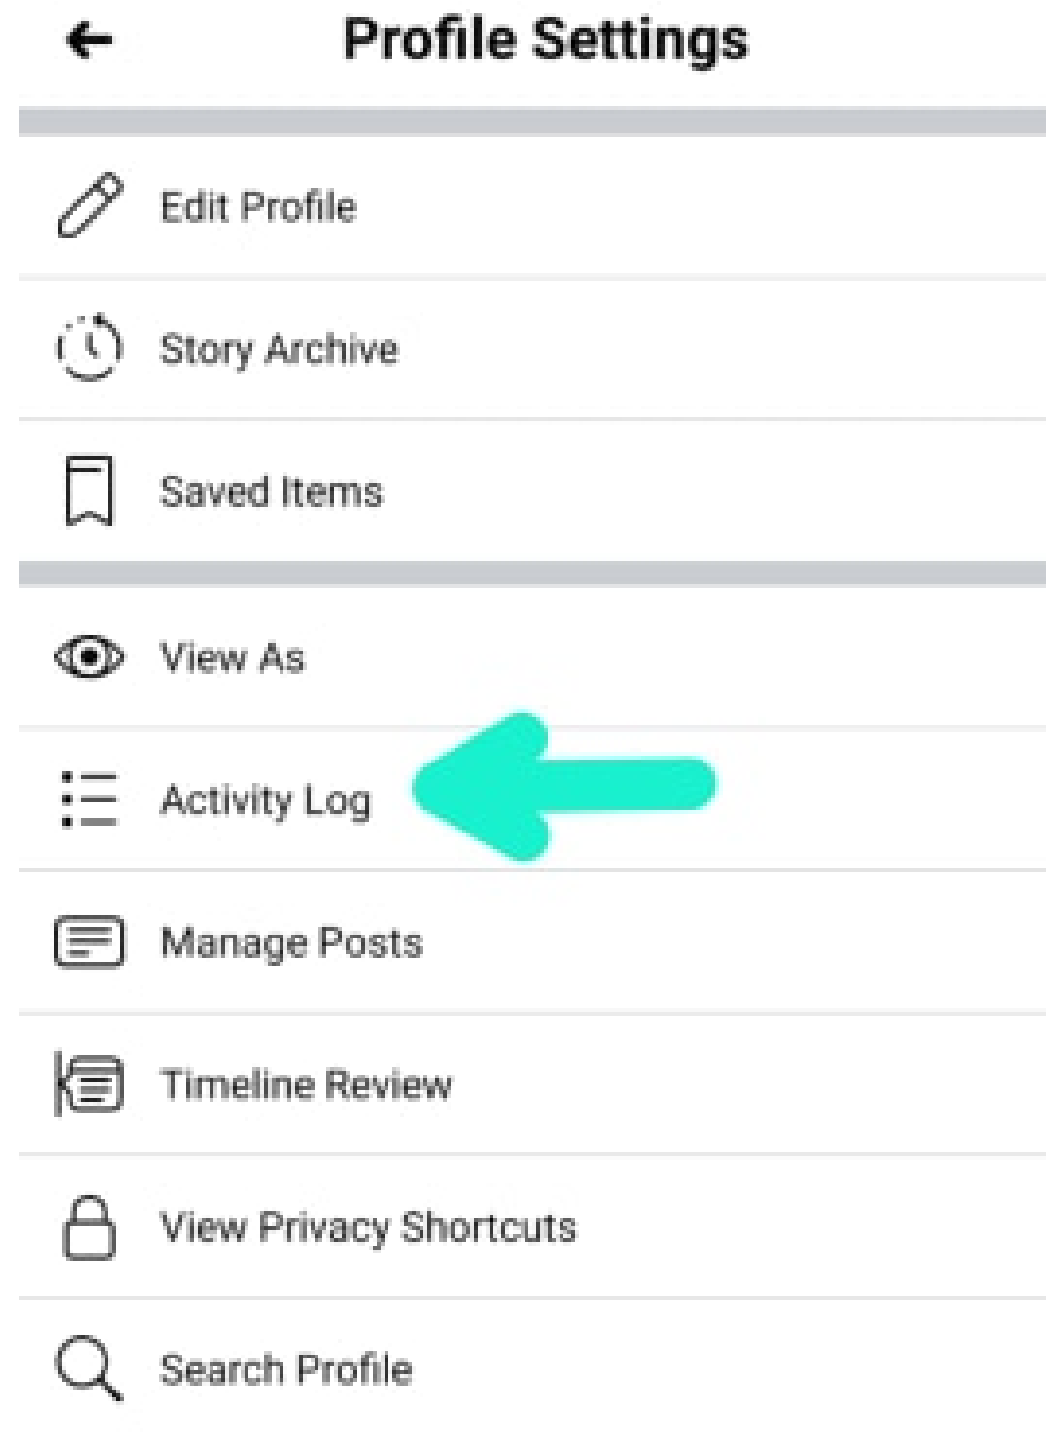 Profile Settings
Edit Profile
Story Archive
Saved Items
View As
Activity Log
Manage Posts
Timeline Review
View Privacy Shortcuts
Search Profile